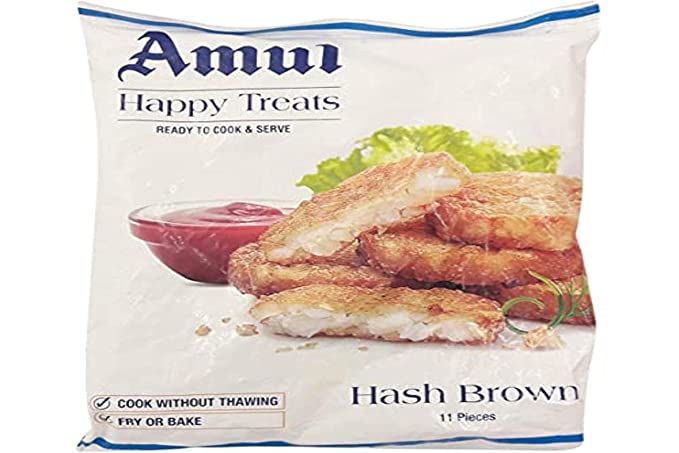 Amul
Happy Treats
READY TO COOK & SERVE
COOK WITHOUT THAWING
FRY OR BAKE
Hash Brown
11 Pieces